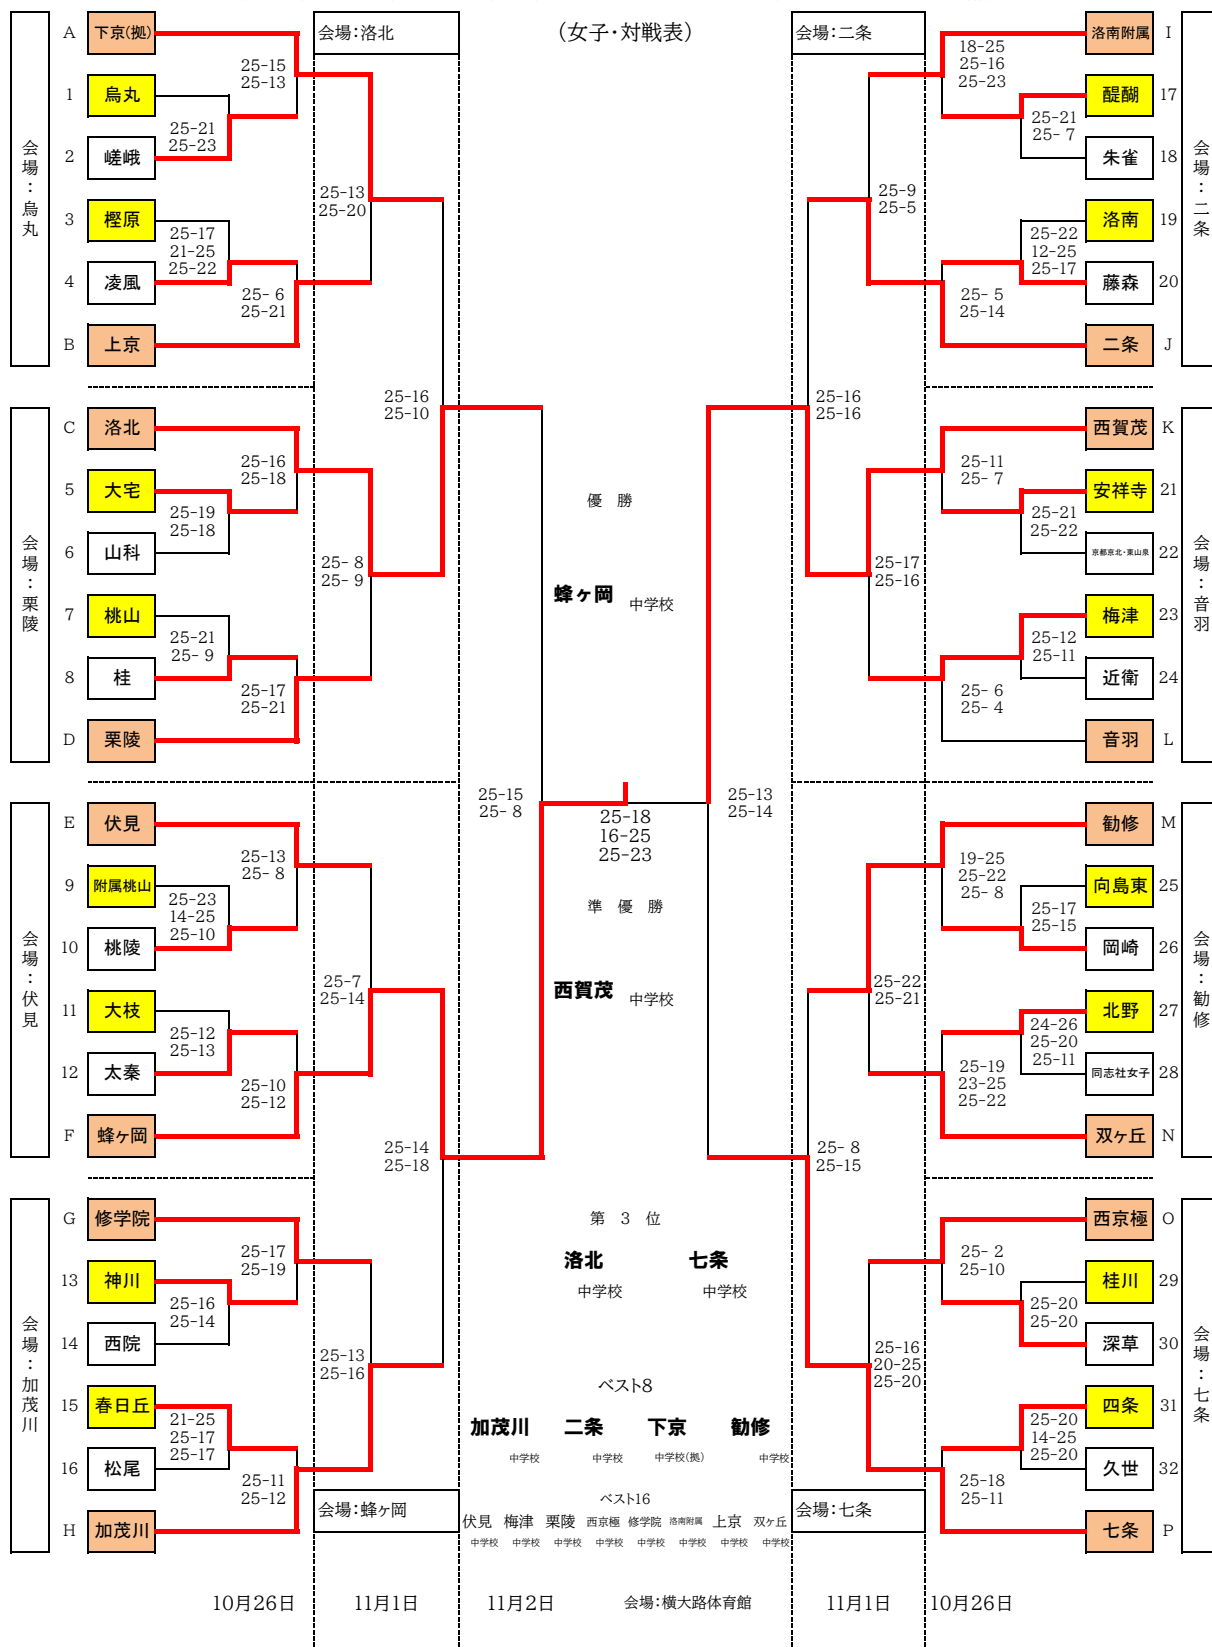 (女子・対戦表)
会場:洛北
会場:二条
会場：烏丸
A 下京(拠)
1 烏丸
2 嵯峨
3 樫原
4 凌風
B 上京
25-15
25-13
25-21
25-23
25-17
21-25
25-22
25- 6
25-21
25-13
25-20
会場：栗陵
C 洛北
5 大宅
6 山科
7 桃山
8 桂
D 栗陵
25-16
25-18
25-19
25-18
25-21
25- 9
25-17
25-21
25- 8
25- 9
25-16
25-10
会場：伏見
E 伏見
9 附属桃山
10 桃陵
11 大枝
12 太秦
F 蜂ヶ岡
25-13
25- 8
25-23
14-25
25-10
25-12
25-13
25-10
25-12
25-7
25-14
会場：加茂川
G 修学院
13 神川
14 西院
15 春日丘
16 松尾
H 加茂川
25-17
25-19
25-16
25-14
21-25
25-17
25-17
25-11
25-12
25-13
25-16
25-14
25-18
25-15
25- 8
会場:蜂ヶ岡
優 勝
蜂ヶ岡 中学校
25-18
16-25
25-23
準 優 勝
西賀茂 中学校
第 3 位
洛北 七条
中学校 中学校
ベスト8
加茂川 二条 下京 勧修
中学校 中学校 中学校(拠) 中学校
ベスト16
伏見 梅津 栗陵 西京極 修学院 洛南附属 上京 双ヶ丘
中学校 中学校 中学校 中学校 中学校 中学校 中学校 中学校
会場：二条
洛南附属 I
醍醐 17
朱雀 18
洛南 19
藤森 20
二条 J
18-25
25-16
25-23
25-21
25- 7
25-22
12-25
25-17
25- 5
25-14
25-9
25-5
会場：音羽
西賀茂 K
安祥寺 21
京都京北・東山泉 22
梅津 23
近衛 24
音羽 L
25-11
25- 7
25-21
25-22
25-12
25-11
25- 6
25- 4
25-17
25-16
25-16
25-16
会場：勧修
勧修 M
向島東 25
岡崎 26
北野 27
同志社女子 28
双ヶ丘 N
19-25
25-22
25- 8
25-17
25-15
24-26
25-20
25-11
25-19
23-25
25-22
25-22
25-21
会場：七条
西京極 O
桂川 29
深草 30
四条 31
久世 32
七条 P
25- 2
25-10
25-20
25-20
25-20
14-25
25-20
25-18
25-11
25-16
20-25
25-20
25- 8
25-15
25-13
25-14
会場:七条
10月26日 11月1日 11月2日 会場:横大路体育館 11月1日 10月26日